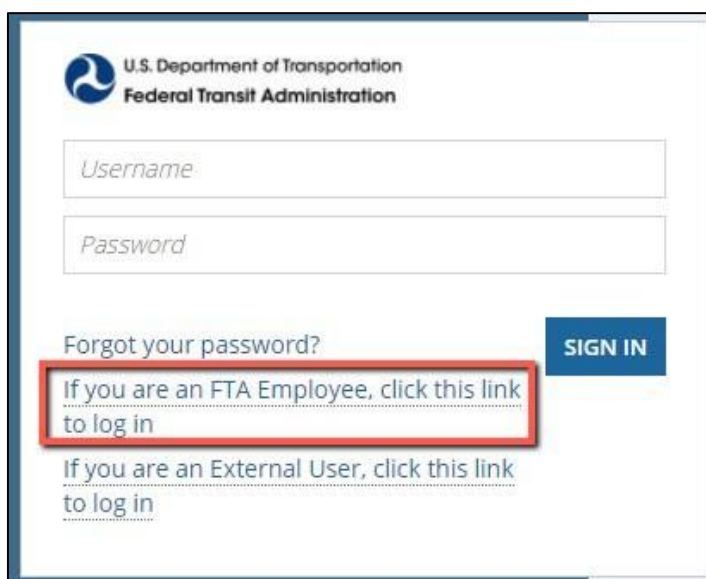 U.S. Department of Transportation
Federal Transit Administration
Username
Password
Forgot your password?
SIGN IN
If you are an FTA Employee, click this link
to log in
If you are an External User, click this link
to log in